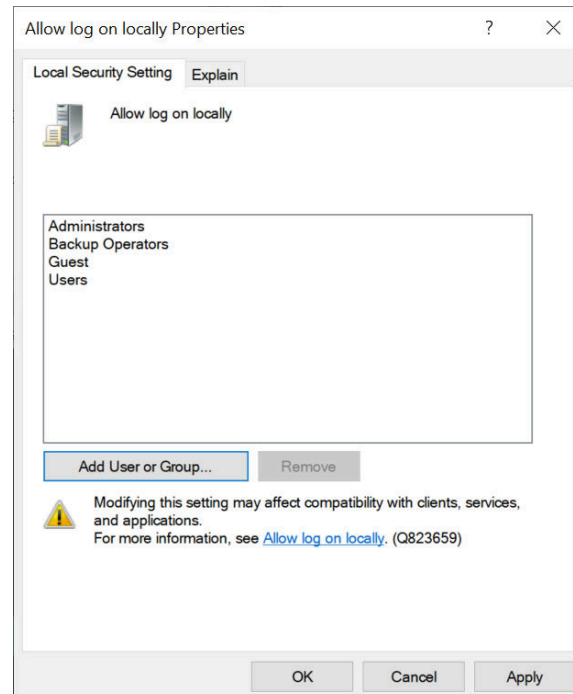 Allow log on locally Properties
?
Local Security Setting
Explain
Allow log on locally
Administrators
Backup Operators
Guest
Users
Add User or Group...
Remove
Modifying this setting may affect compatibility with clients, services,
and applications.
For more information, see Allow log on locally. (Q823659)
OK
Cancel
Apply